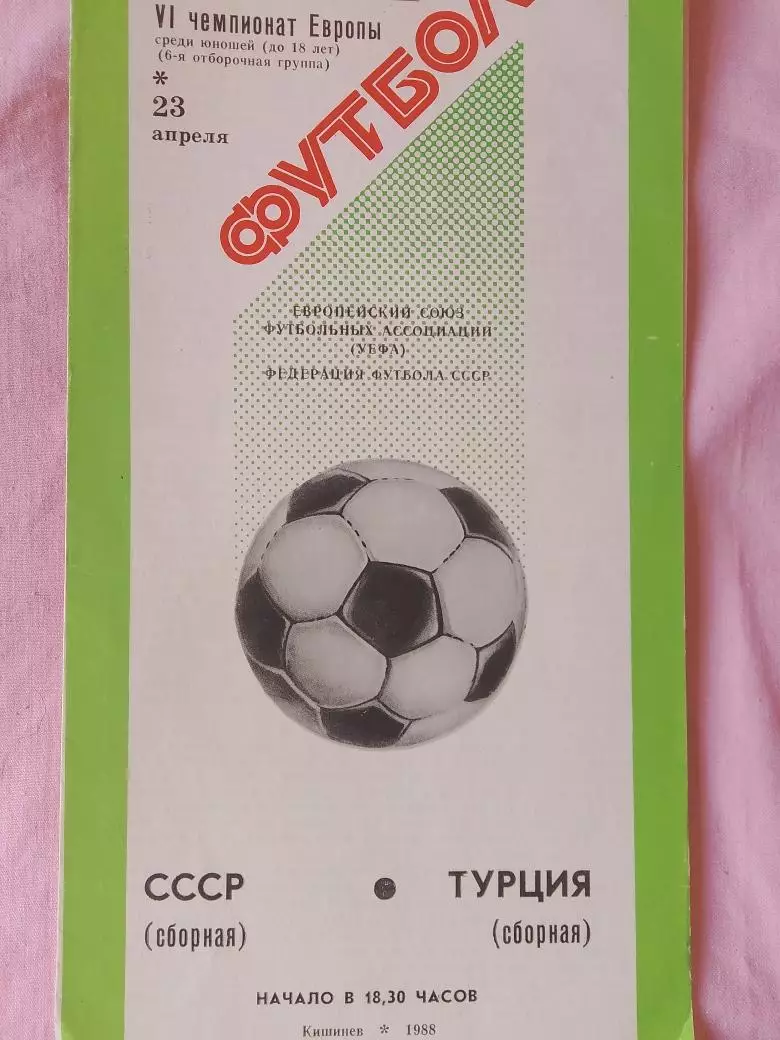 VI чемпионат Европы
среди юношей (до 18 лет)
(6-я отборочная группа)
*
23
апреля
ФУТБОЛ
ЕВРОПЕЙСКИЙ СОЮЗ
ФУТБОЛЬНЫХ АССОЦИАЦИЙ
(УЕФА)
ФЕДЕРАЦИЯ ФУТБОЛА СССР
СССР • ТУРЦИЯ
(сборная) (сборная)
НАЧАЛО В 18,30 ЧАСОВ
Кишинев * 1988